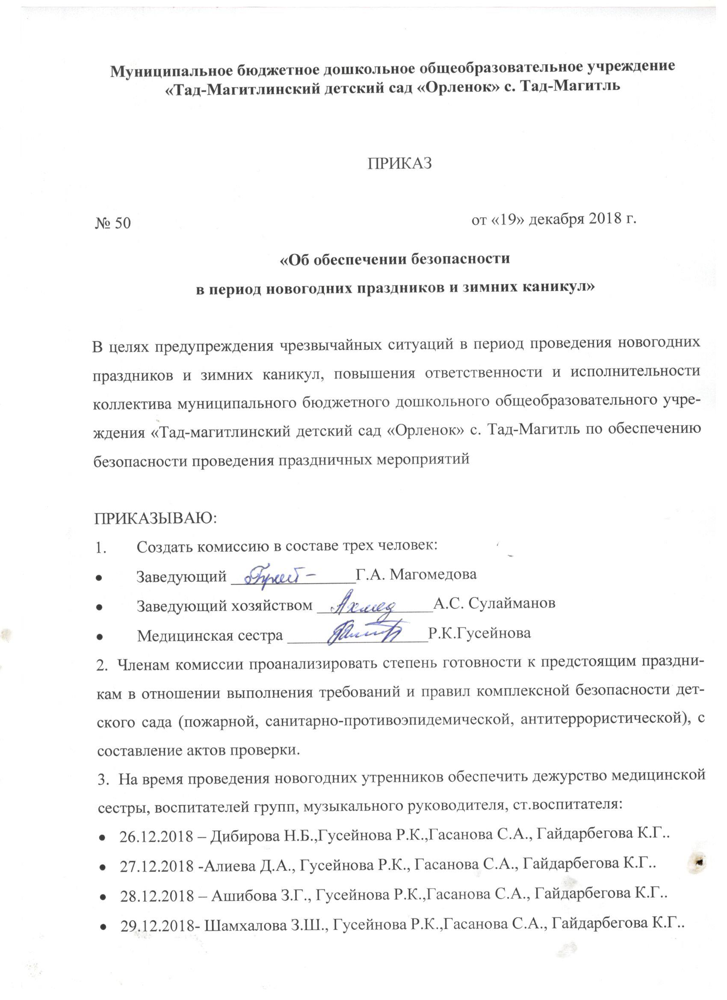 Муниципальное бюджетное дошкольное общеобразовательное учреждение
«Тад-Магитлинский детский сад «Орленок» с. Тад-Магитль
ПРИКАЗ
№ 50 от «19» декабря 2018 г.
«Об обеспечении безопасности
в период новогодних праздников и зимних каникул»
В целях предупреждения чрезвычайных ситуаций в период проведения новогодних
праздников и зимних каникул, повышения ответственности и исполнительности
коллектива муниципального бюджетного дошкольного общеобразовательного учре-
ждения «Тад-магитлинский детский сад «Орленок» с. Тад-Магитль по обеспечению
безопасности проведения праздничных мероприятий
ПРИКАЗЫВАЮ:
1. Создать комиссию в составе трех человек:
• Заведующий _______________Г.А. Магомедова
• Заведующий хозяйством ______________А.С. Сулайманов
• Медицинская сестра _________________Р.К.Гусейнова
2. Членам комиссии проанализировать степень готовности к предстоящим праздни-
кам в отношении выполнения требований и правил комплексной безопасности дет-
ского сада (пожарной, санитарно-противоэпидемической, антитеррористической), с
составление актов проверки.
3. На время проведения новогодних утренников обеспечить дежурство медицинской
сестры, воспитателей групп, музыкального руководителя, ст.воспитателя:
• 26.12.2018 – Дибирова Н.Б.,Гусейнова Р.К.,Гасанова С.А., Гайдарбегова К.Г..
• 27.12.2018 -Алиева Д.А., Гусейнова Р.К., Гасанова С.А., Гайдарбегова К.Г..
• 28.12.2018 – Ашибова З.Г., Гусейнова Р.К.,Гасанова С.А., Гайдарбегова К.Г..
• 29.12.2018- Шамхалова З.Ш., Гусейнова Р.К.,Гасанова С.А., Гайдарбегова К.Г..